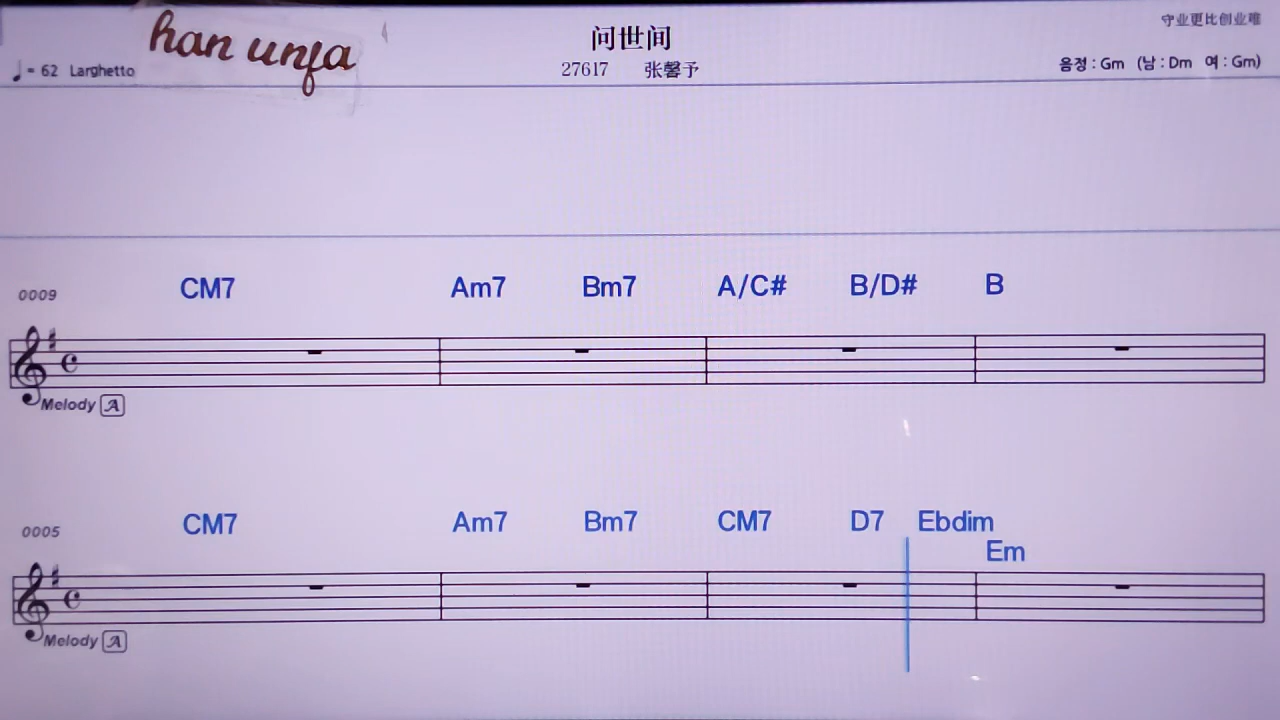 han unfa
问世间
守业更比创业难
♩= 62 Larghetto
27617 张馨予
음정 : Gm (남 : Dm 여 : Gm)
0009 CM7 Am7 Bm7 A/C# B/D# B
Melody A
0005 CM7 Am7 Bm7 CM7 D7 Ebdim
Em
Melody A